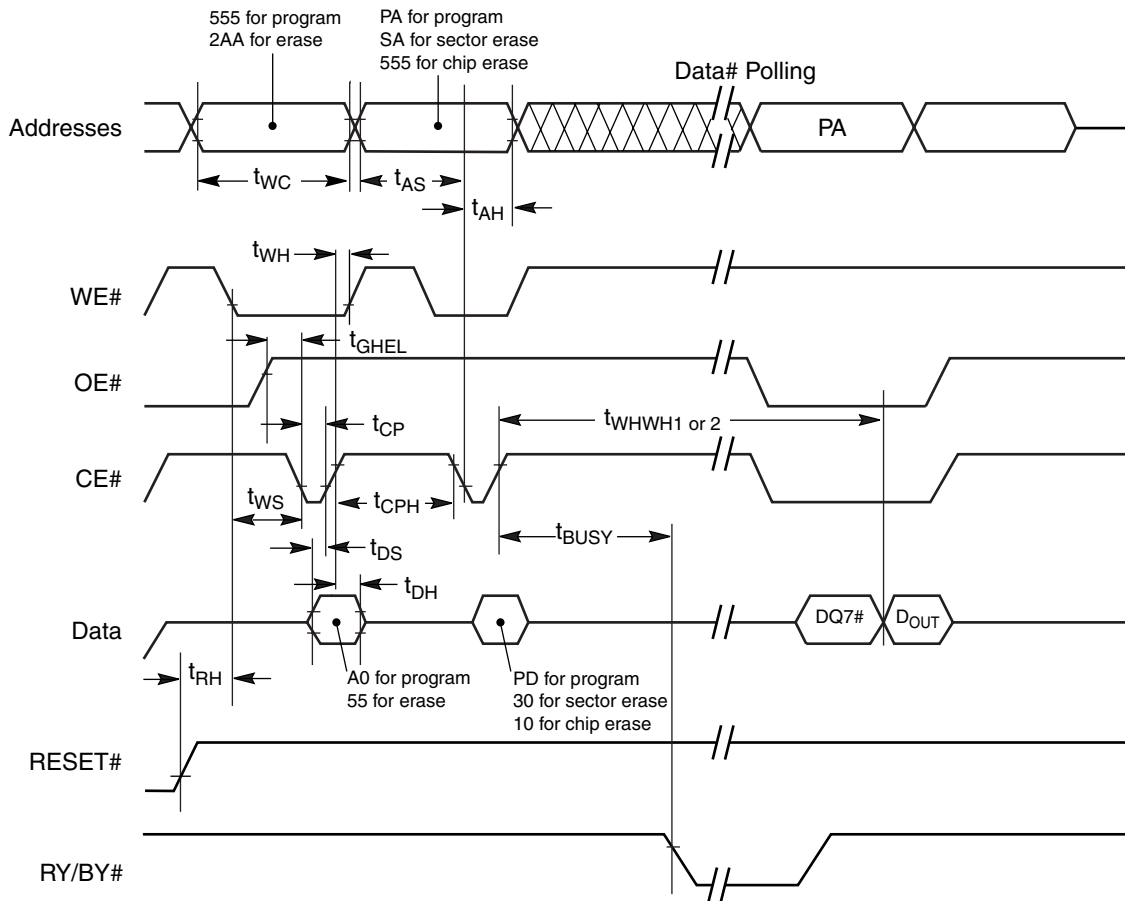 555 for program
2AA for erase
PA for program
SA for sector erase
555 for chip erase
Data# Polling
Addresses
PA
tWC
tAS
tAH
tWH
WE#
tGHEL
OE#
tWHWH1 or 2
tCP
CE#
tWS
tCPH
tBUSY
tDS
tDH
Data
DQ7#
DOUT
tRH
A0 for program
55 for erase
PD for program
30 for sector erase
10 for chip erase
RESET#
RY/BY#